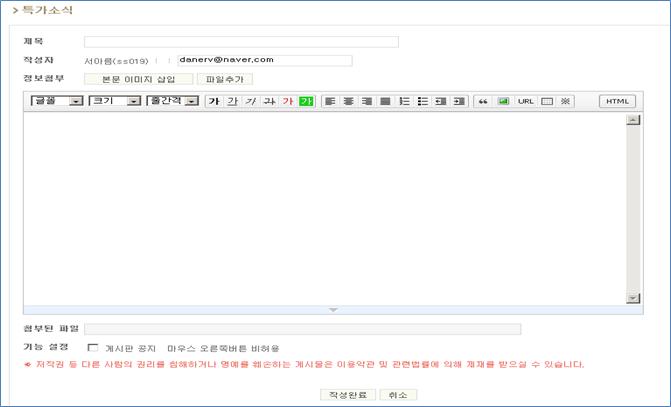 특가소식
제목
작성자 서마름(ss019) danerv@naver.com
정보첨부 본문 이미지 삽입 파일추가
글꼴 크기 줄간격 가 가 가 가 가 가 URL HTML
첨부된 파일
기능 설정 게시판 공지 마우스 오른쪽버튼 비허용
※ 저작권 등 다른 사람의 권리를 침해하거나 명예를 훼손하는 게시물은 이용약관 및 관련법률에 의해 제재를 받으실 수 있습니다.
작성완료 취소